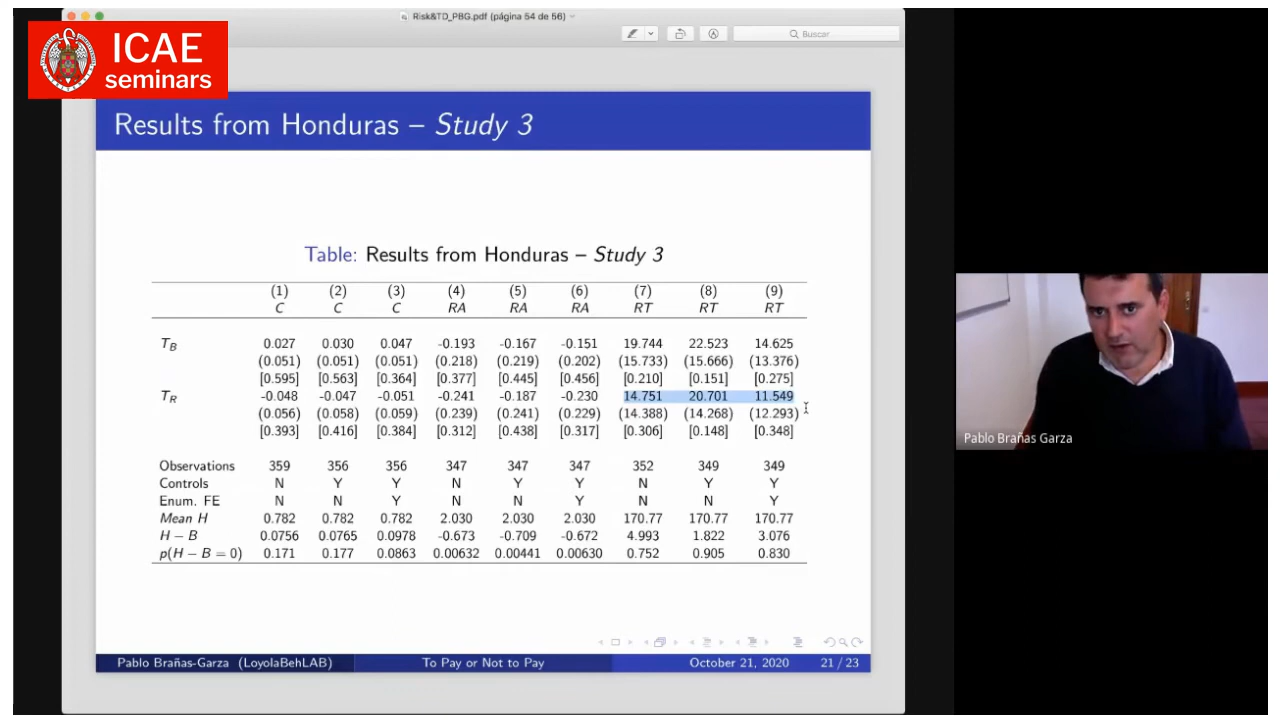 Risk&TD_PBG.pdf (página 54 de 56)
Buscar
ICAE
seminars
Results from Honduras – Study 3
Table: Results from Honduras – Study 3
(1) (2) (3) (4) (5) (6) (7) (8) (9)
C C C RA RA RA RT RT RT
T_B 0.027 0.030 0.047 -0.193 -0.167 -0.151 19.744 22.523 14.625
(0.051) (0.051) (0.051) (0.218) (0.219) (0.202) (15.733) (15.666) (13.376)
[0.595] [0.563] [0.364] [0.377] [0.445] [0.456] [0.210] [0.151] [0.275]
T_R -0.048 -0.047 -0.051 -0.241 -0.187 -0.230 14.751 20.701 11.549
(0.056) (0.058) (0.059) (0.239) (0.241) (0.229) (14.388) (14.268) (12.293)
[0.393] [0.416] [0.384] [0.312] [0.438] [0.317] [0.306] [0.148] [0.348]
Observations 359 356 356 347 347 347 352 349 349
Controls N Y Y N Y Y N Y Y
Enum. FE N N Y N N Y N N Y
Mean H 0.782 0.782 0.782 2.030 2.030 2.030 170.77 170.77 170.77
H − B 0.0756 0.0765 0.0978 -0.673 -0.709 -0.672 4.993 1.822 3.076
p(H − B = 0) 0.171 0.177 0.0863 0.00632 0.00441 0.00630 0.752 0.905 0.830
Pablo Brañas-Garza (LoyolaBehLAB) To Pay or Not to Pay October 21, 2020 21 / 23
Pablo Brañas Garza